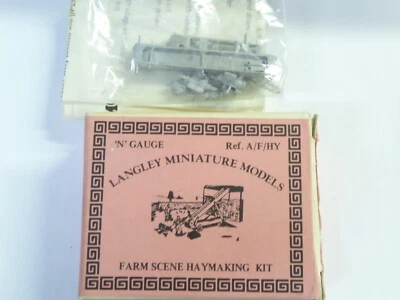 'N' GAUGE Ref. A/F/HY
LANGLEY MINIATURE MODELS
FARM SCENE HAYMAKING KIT